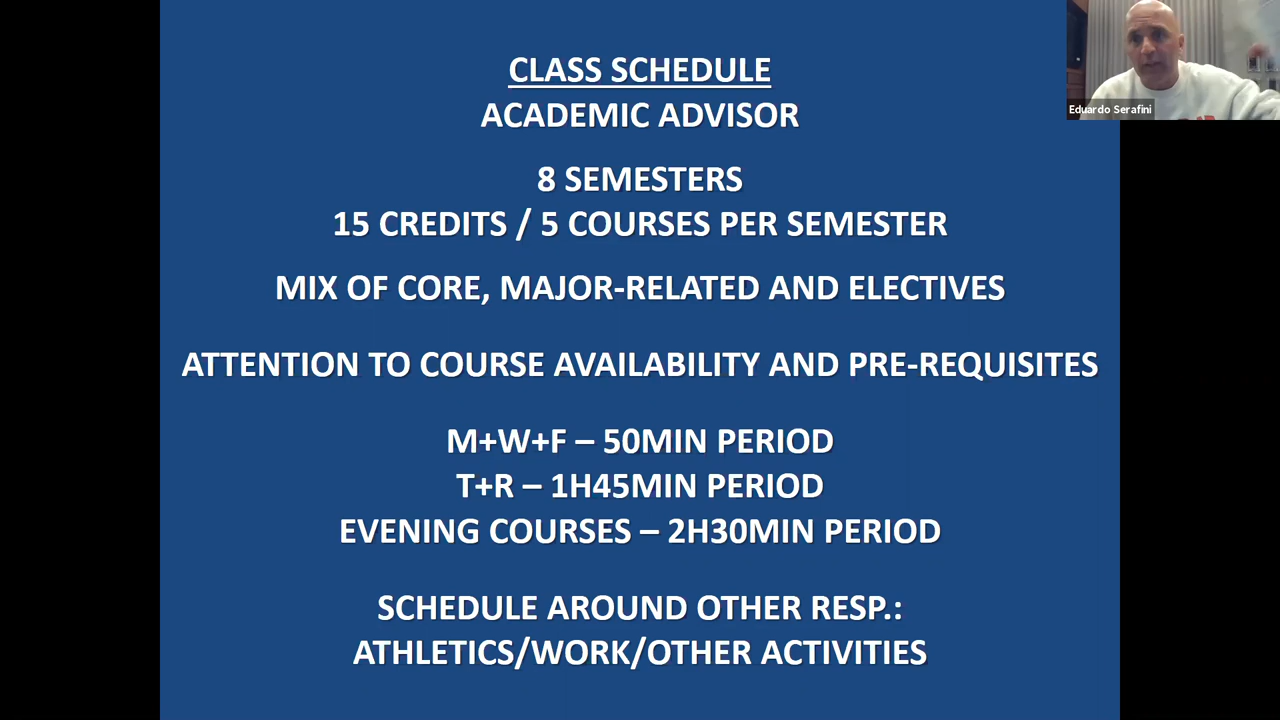 CLASS SCHEDULE
ACADEMIC ADVISOR
8 SEMESTERS
15 CREDITS / 5 COURSES PER SEMESTER
MIX OF CORE, MAJOR-RELATED AND ELECTIVES
ATTENTION TO COURSE AVAILABILITY AND PRE-REQUISITES
M+W+F – 50MIN PERIOD
T+R – 1H45MIN PERIOD
EVENING COURSES – 2H30MIN PERIOD
SCHEDULE AROUND OTHER RESP.:
ATHLETICS/WORK/OTHER ACTIVITIES
Eduardo Serafini